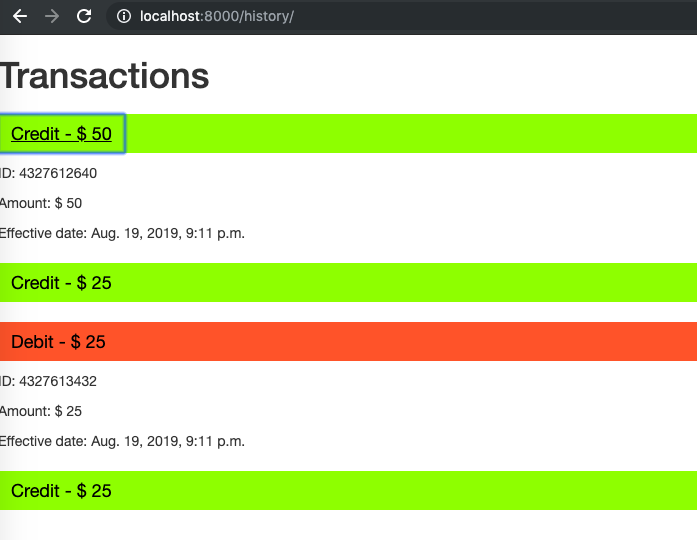 localhost:8000/history/
Transactions
Credit - $ 50
ID: 4327612640
Amount: $ 50
Effective date: Aug. 19, 2019, 9:11 p.m.
Credit - $ 25
Debit - $ 25
ID: 4327613432
Amount: $ 25
Effective date: Aug. 19, 2019, 9:11 p.m.
Credit - $ 25